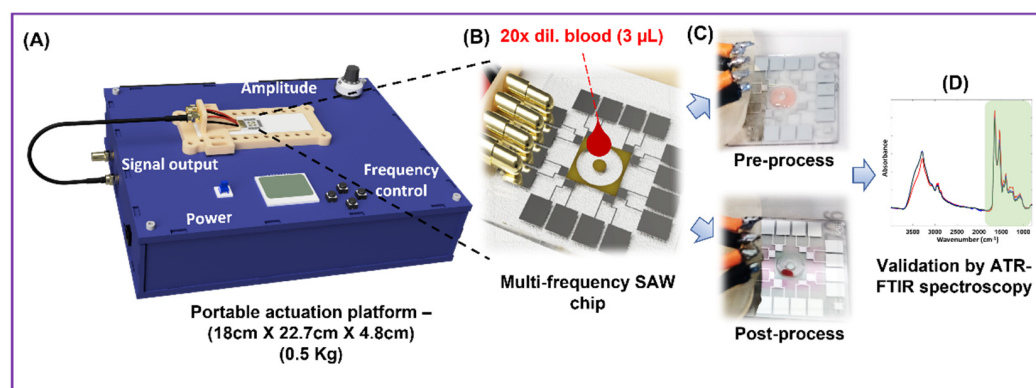 (A)
Amplitude
Signal output
Frequency
control
Power
Portable actuation platform –
(18cm X 22.7cm X 4.8cm)
(0.5 Kg)
(B)
20x dil. blood (3 µL)
Multi-frequency SAW
chip
(C)
Pre-process
Post-process
(D)
Absorbance
3500 3000 2500 2000 1500 1000
Wavenumber (cm⁻¹)
Validation by ATR-
FTIR spectroscopy